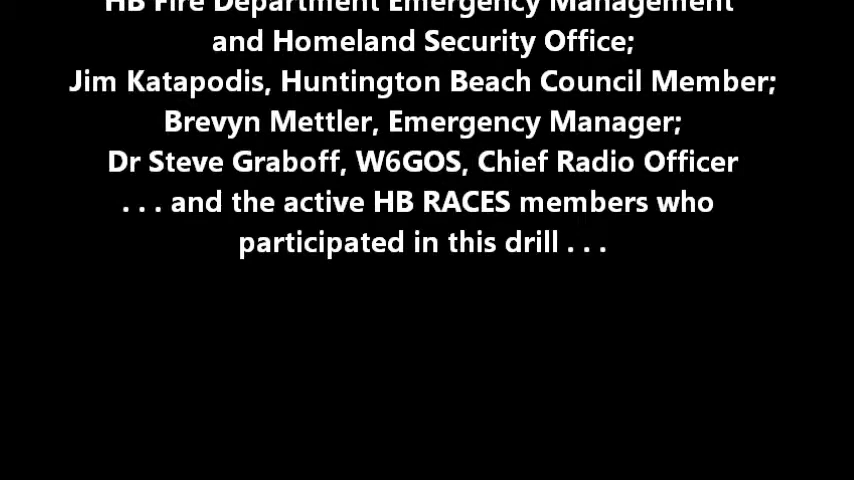 HB Fire Department Emergency Management
and Homeland Security Office;
Jim Katapodis, Huntington Beach Council Member;
Brevyn Mettler, Emergency Manager;
Dr Steve Graboff, W6GOS, Chief Radio Officer
. . . and the active HB RACES members who
participated in this drill . . .